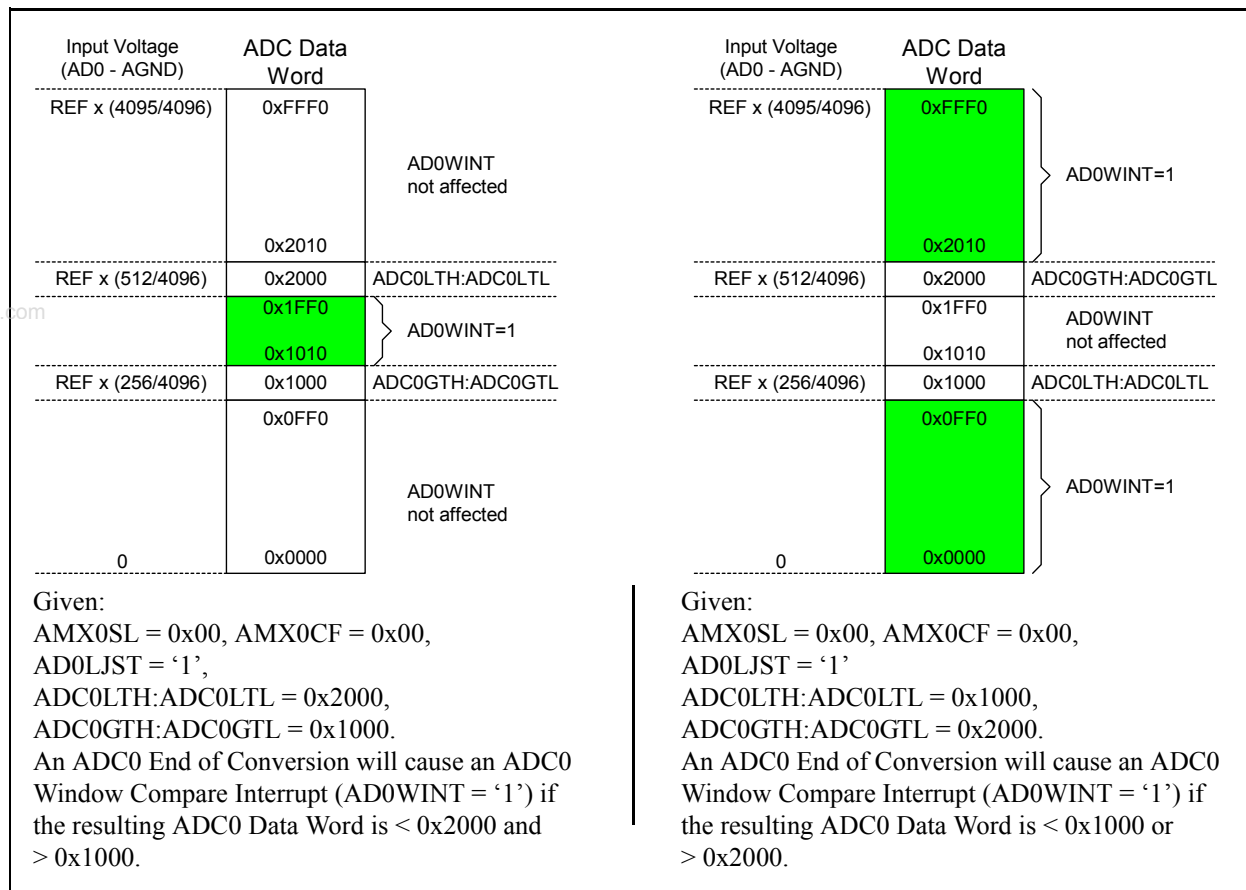 Input Voltage
(AD0 - AGND)
ADC Data
Word
REF x (4095/4096)
0xFFF0
AD0WINT
not affected
0x2010
REF x (512/4096)
0x2000
ADC0LTH:ADC0LTL
0x1FF0
AD0WINT=1
0x1010
REF x (256/4096)
0x1000
ADC0GTH:ADC0GTL
0x0FF0
AD0WINT
not affected
0
0x0000
Given:
AMX0SL = 0x00, AMX0CF = 0x00,
AD0LJST = ‘1’,
ADC0LTH:ADC0LTL = 0x2000,
ADC0GTH:ADC0GTL = 0x1000.
An ADC0 End of Conversion will cause an ADC0
Window Compare Interrupt (AD0WINT = ‘1’) if
the resulting ADC0 Data Word is < 0x2000 and
> 0x1000.
Input Voltage
(AD0 - AGND)
ADC Data
Word
REF x (4095/4096)
0xFFF0
AD0WINT=1
0x2010
REF x (512/4096)
0x2000
ADC0GTH:ADC0GTL
0x1FF0
AD0WINT
not affected
0x1010
REF x (256/4096)
0x1000
ADC0LTH:ADC0LTL
0x0FF0
AD0WINT=1
0
0x0000
Given:
AMX0SL = 0x00, AMX0CF = 0x00,
AD0LJST = ‘1’
ADC0LTH:ADC0LTL = 0x1000,
ADC0GTH:ADC0GTL = 0x2000.
An ADC0 End of Conversion will cause an ADC0
Window Compare Interrupt (AD0WINT = ‘1’) if
the resulting ADC0 Data Word is < 0x1000 or
> 0x2000.
.com